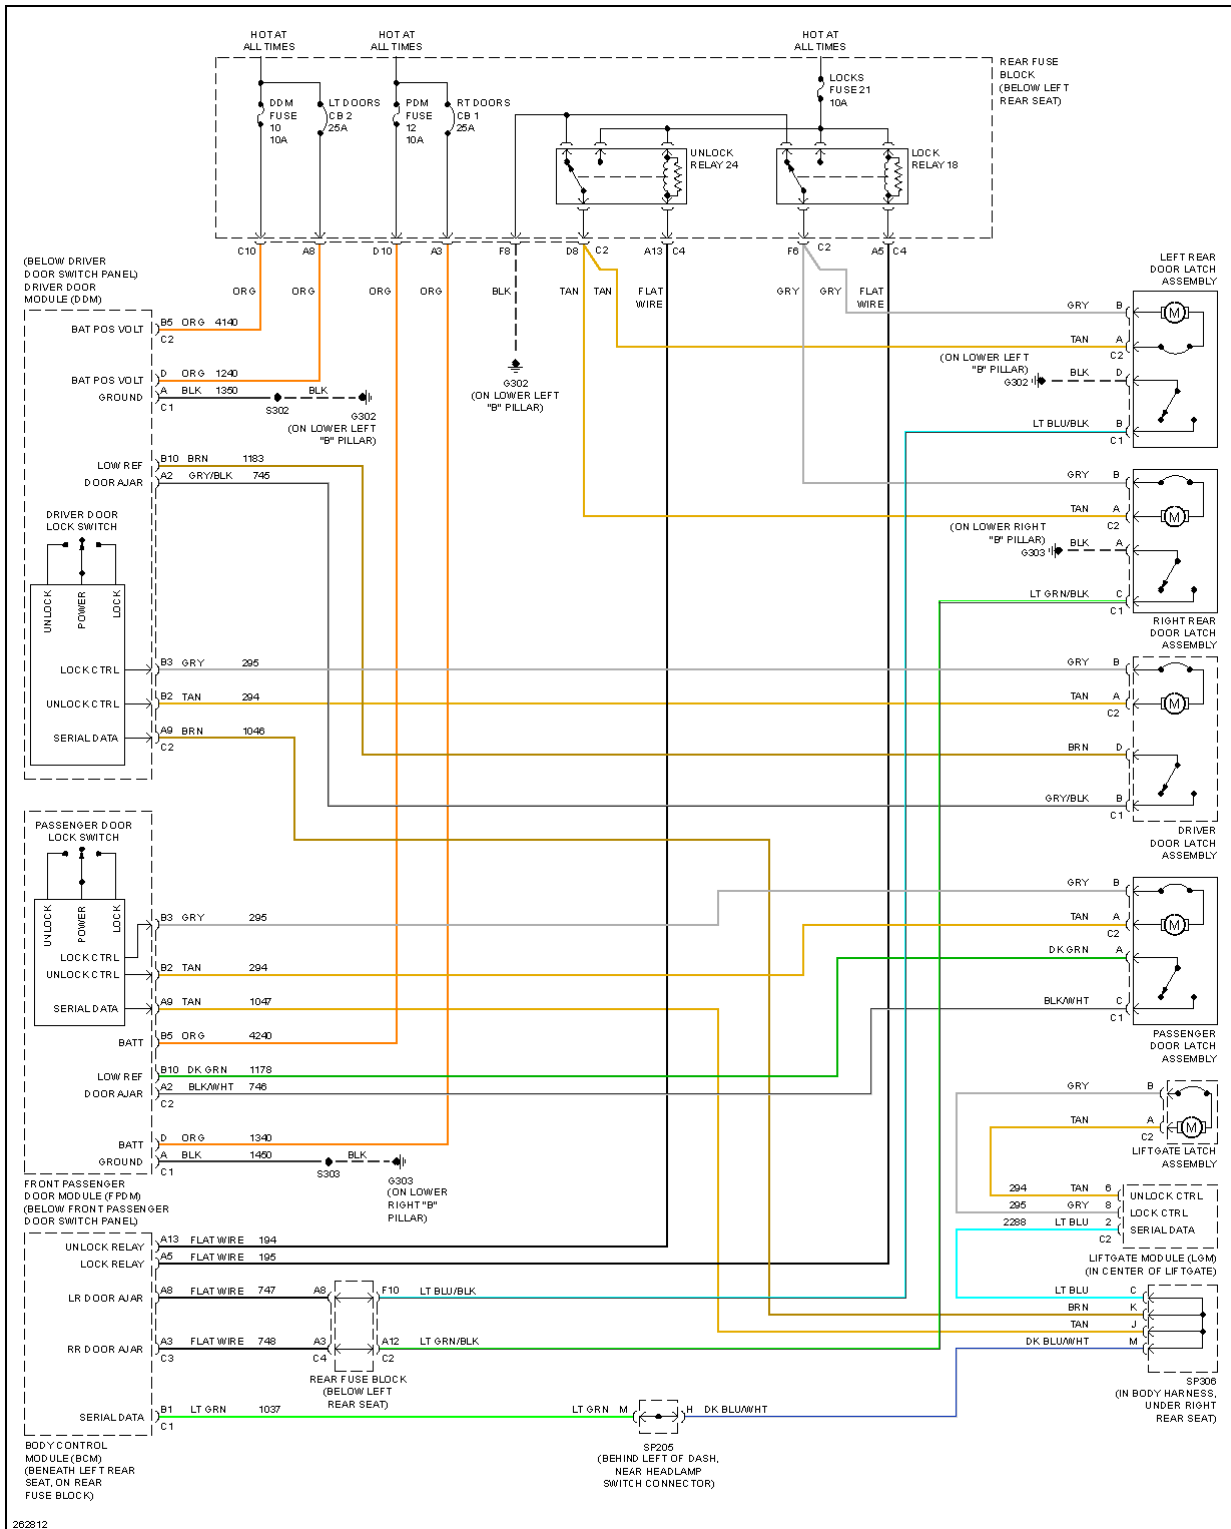 HOT AT
ALL TIMES
HOT AT
ALL TIMES
HOT AT
ALL TIMES
REAR FUSE
BLOCK
(BELOW LEFT
REAR SEAT)
DDM
FUSE
10
10A
LT DOORS
CB 2
25A
PDM
FUSE
12
10A
RT DOORS
CB 1
25A
LOCKS
FUSE 21
10A
UNLOCK
RELAY 24
LOCK
RELAY 18
C10
A8
D10
A3
F8
D8
C2
A13
C4
F6
C2
A5
C4
ORG
ORG
ORG
ORG
BLK
TAN
TAN
FLAT
WIRE
GRY
GRY
FLAT
WIRE
(BELOW DRIVER
DOOR SWITCH PANEL)
DRIVER DOOR
MODULE (DDM)
BAT POS VOLT
B5 ORG 4140
C2
BAT POS VOLT
D ORG 1240
GROUND
A BLK 1350
C1
BLK
S302
G302
(ON LOWER LEFT
"B" PILLAR)
G302
(ON LOWER LEFT
"B" PILLAR)
LOW REF
B10 BRN 1183
DOOR AJAR
A2 GRY/BLK 745
DRIVER DOOR
LOCK SWITCH
UNLOCK
POWER
LOCK
LOCK CTRL
B3 GRY 295
UNLOCK CTRL
B2 TAN 294
SERIAL DATA
A9 BRN 1046
C2
PASSENGER DOOR
LOCK SWITCH
UNLOCK
POWER
LOCK
LOCK CTRL
B3 GRY 295
UNLOCK CTRL
B2 TAN 294
SERIAL DATA
A9 TAN 1047
BATT
B5 ORG 4240
LOW REF
B10 DK GRN 1178
DOOR AJAR
A2 BLK/WHT 746
C2
BATT
D ORG 1340
GROUND
A BLK 1450
C1
BLK
S303
G303
(ON LOWER
RIGHT "B"
PILLAR)
FRONT PASSENGER
DOOR MODULE (FPDM)
(BELOW FRONT PASSENGER
DOOR SWITCH PANEL)
UNLOCK RELAY
A13 FLAT WIRE 194
LOCK RELAY
A5 FLAT WIRE 195
LR DOOR AJAR
A8 FLAT WIRE 747
A8
F10 LT BLU/BLK
RR DOOR AJAR
A3 FLAT WIRE 748
C3
A3
C4
A12 LT GRN/BLK
C2
REAR FUSE BLOCK
(BELOW LEFT
REAR SEAT)
SERIAL DATA
B1 LT GRN 1037
C1
LT GRN M
H DK BLU/WHT
SP205
(BEHIND LEFT OF DASH,
NEAR HEADLAMP
SWITCH CONNECTOR)
BODY CONTROL
MODULE (BCM)
(BENEATH LEFT REAR
SEAT, ON REAR
FUSE BLOCK)
LEFT REAR
DOOR LATCH
ASSEMBLY
GRY B
M
TAN A
C2
(ON LOWER LEFT
"B" PILLAR)
G302
BLK D
LT BLU/BLK B
C1
GRY B
TAN A
C2
M
(ON LOWER RIGHT
"B" PILLAR)
G303
BLK A
LT GRN/BLK C
C1
RIGHT REAR
DOOR LATCH
ASSEMBLY
GRY B
TAN A
C2
M
BRN D
GRY/BLK B
C1
DRIVER
DOOR LATCH
ASSEMBLY
GRY B
TAN A
C2
M
DK GRN A
BLK/WHT C
C1
PASSENGER
DOOR LATCH
ASSEMBLY
GRY B
TAN A
C2
M
LIFTGATE LATCH
ASSEMBLY
294 TAN 6
UNLOCK CTRL
295 GRY 8
LOCK CTRL
2288 LT BLU 2
SERIAL DATA
C2
LIFTGATE MODULE (LGM)
(IN CENTER OF LIFTGATE)
LT BLU C
BRN K
TAN J
DK BLU/WHT M
SP306
(IN BODY HARNESS,
UNDER RIGHT
REAR SEAT)
262812